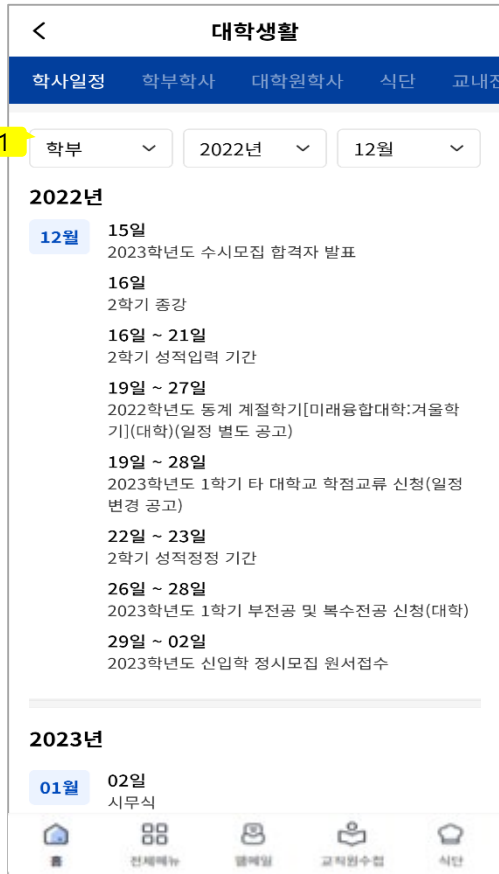 대학생활
학사일정 학부학사 대학원학사 식단 교내전
1
학부 2022년 12월
2022년
12월
15일
2023학년도 수시모집 합격자 발표
16일
2학기 종강
16일 ~ 21일
2학기 성적입력 기간
19일 ~ 27일
2022학년도 동계 계절학기[미래융합대학:겨울학
기](대학)(일정 별도 공고)
19일 ~ 28일
2023학년도 1학기 타 대학교 학점교류 신청(일정
변경 공고)
22일 ~ 23일
2학기 성적정정 기간
26일 ~ 28일
2023학년도 1학기 부전공 및 복수전공 신청(대학)
29일 ~ 02일
2023학년도 신입학 정시모집 원서접수
2023년
01월
02일
시무식
홈 전체메뉴 웹메일 교직원수첩 식단